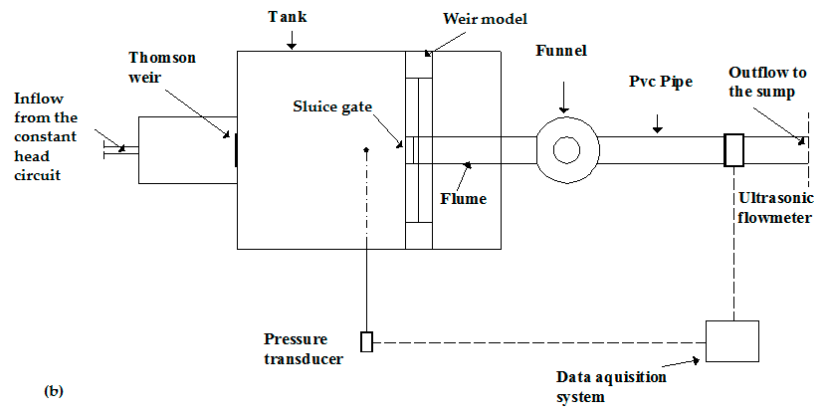 Tank
Weir model
Thomson
weir
Funnel
Pvc Pipe
Outflow to
the sump
Inflow
from the
constant
head
circuit
Sluice gate
Flume
Ultrasonic
flowmeter
Pressure
transducer
Data aquisition
system
(b)